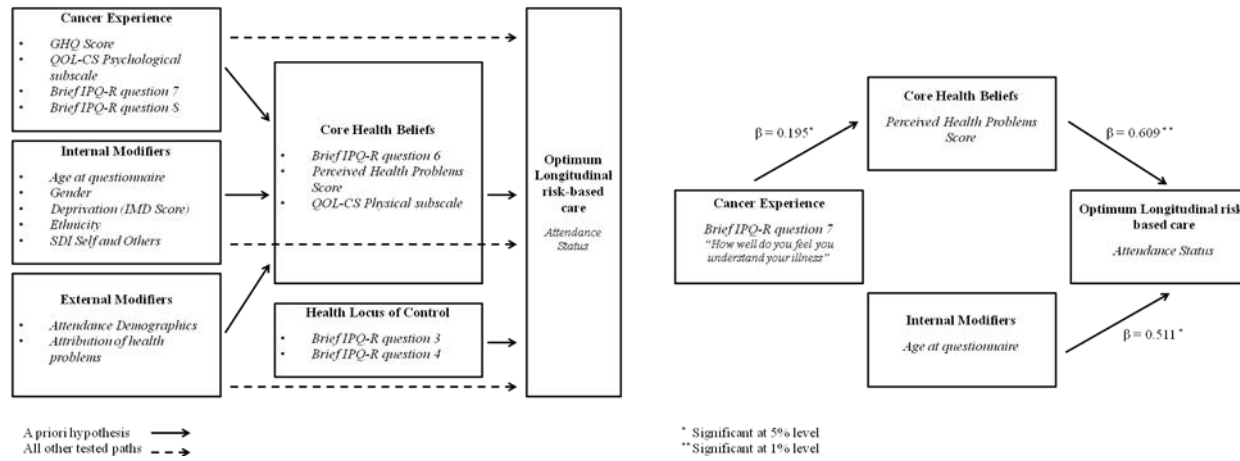 Cancer Experience
• GHQ Score
• QOL-CS Psychological
subscale
• Brief IPQ-R question 7
• Brief IPQ-R question 8
Internal Modifiers
• Age at questionnaire
• Gender
• Deprivation (IMD Score)
• Ethnicity
• SDI Self and Others
External Modifiers
• Attendance Demographics
• Attribution of health
problems
Core Health Beliefs
• Brief IPQ-R question 6
• Perceived Health Problems
Score
• QOL-CS Physical subscale
Health Locus of Control
• Brief IPQ-R question 3
• Brief IPQ-R question 4
Optimum
Longitudinal
risk-based
care
Attendance
Status
A priori hypothesis
All other tested paths
Core Health Beliefs
Perceived Health Problems
Score
β = 0.195*
β = 0.609**
Cancer Experience
Brief IPQ-R question 7
“How well do you feel you
understand your illness”
Optimum Longitudinal risk
based care
Attendance Status
Internal Modifiers
Age at questionnaire
β = 0.511*
* Significant at 5% level
** Significant at 1% level